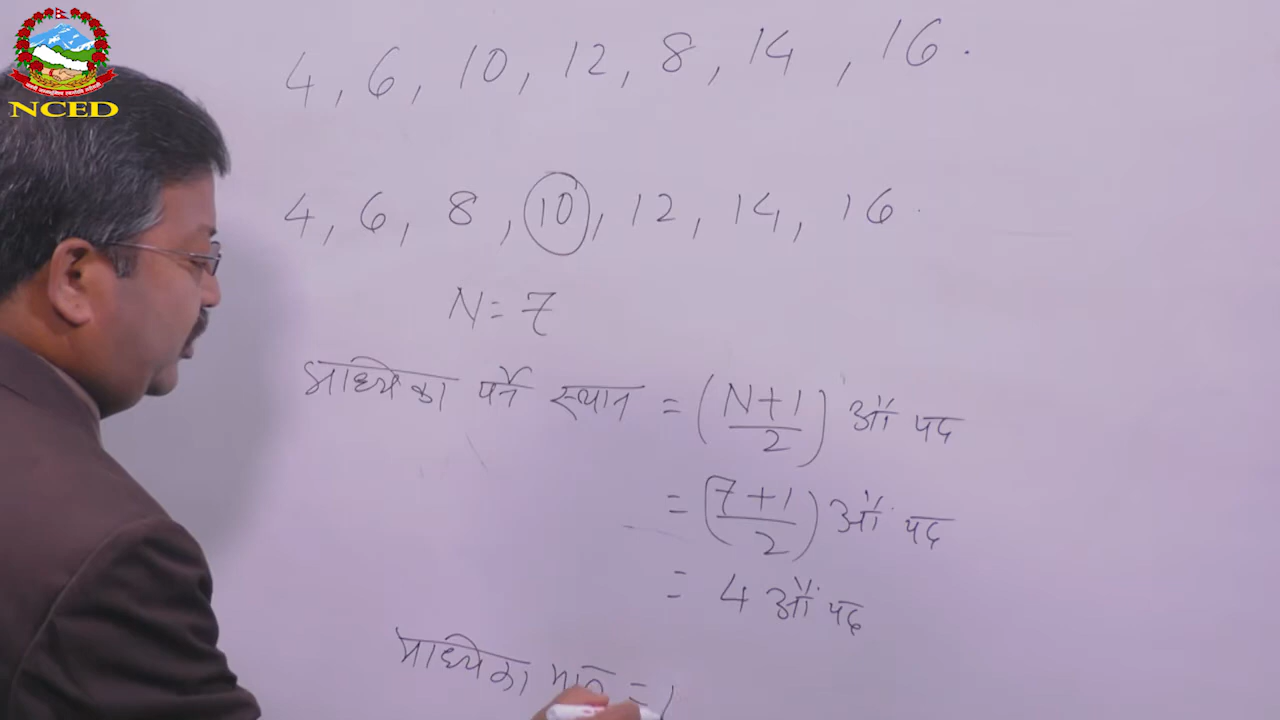 NCED
4, 6, 10, 12, 8, 14, 16.
4, 6, 8, 10, 12, 14, 16.
N = 7
माध्यिका पर्ने स्थान = (N+1/2) औं पद
= (7+1/2) औं पद
= 4 औं पद
माध्यिका मान = 1